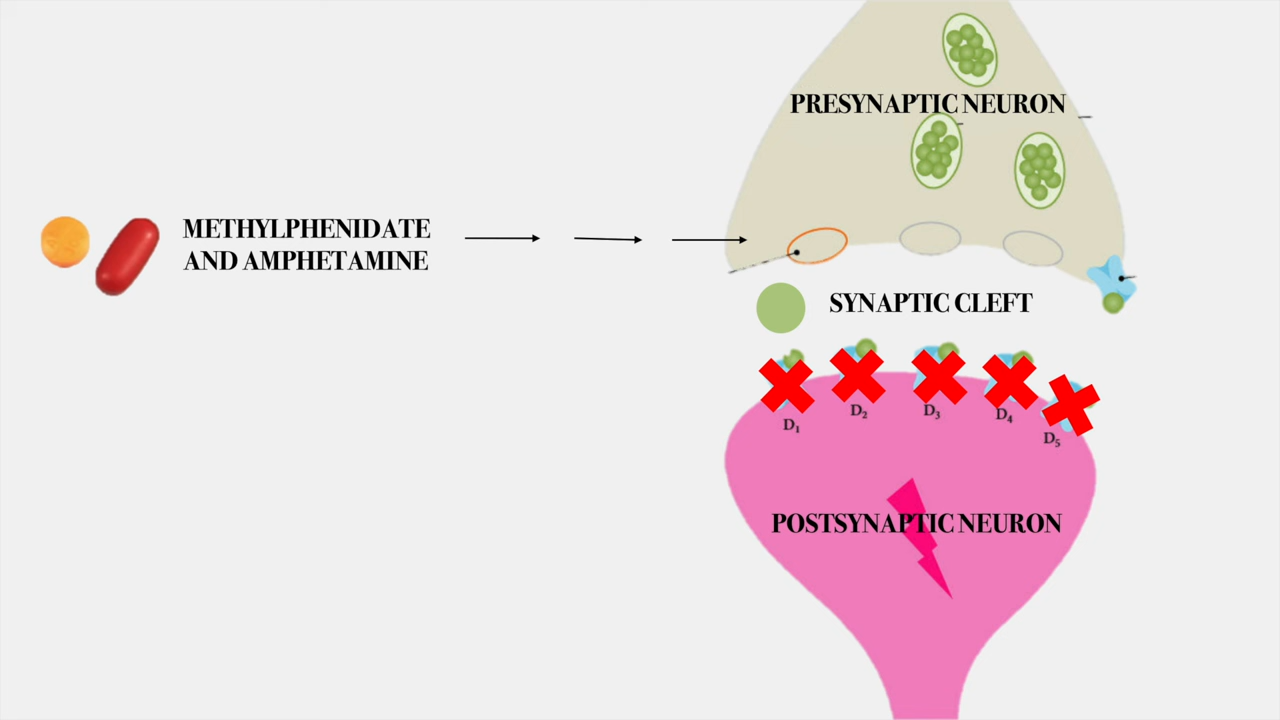 PRESYNAPTIC NEURON
METHYLPHENIDATE
AND AMPHETAMINE
SYNAPTIC CLEFT
D1
D2
D3
D4
D5
POSTSYNAPTIC NEURON